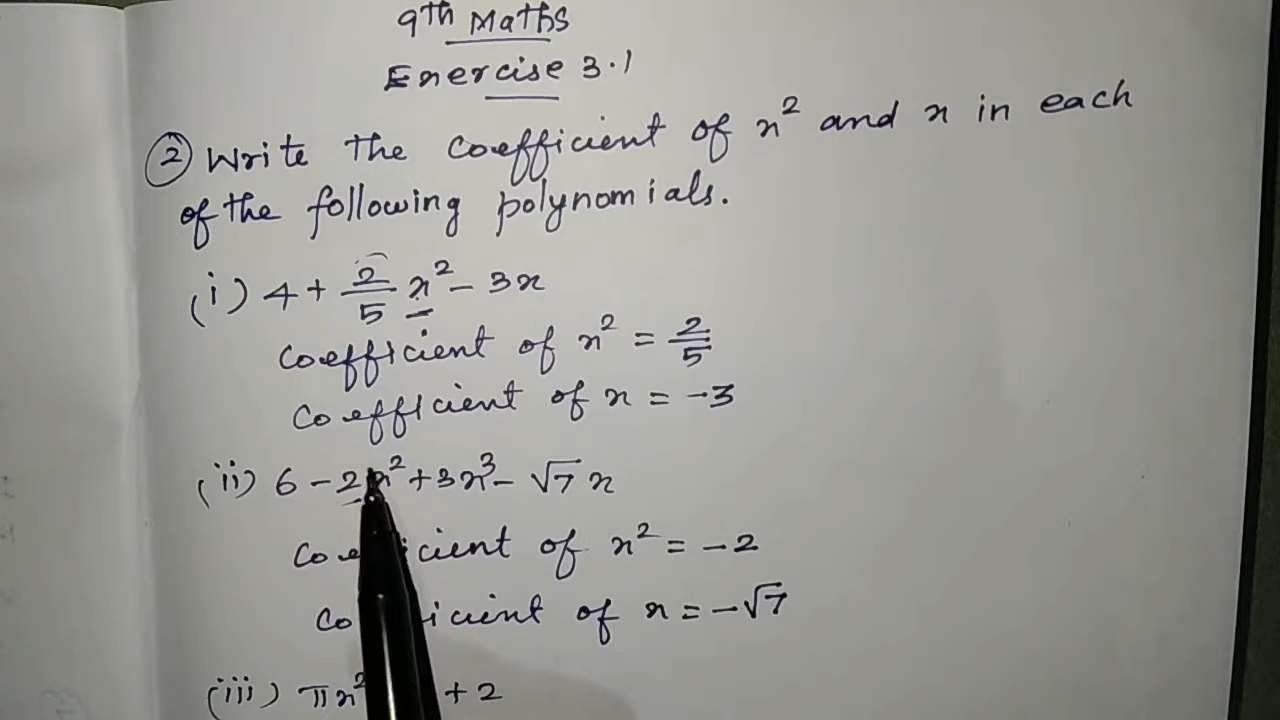 9th Maths
Exercise 3.1
② Write the coefficient of x² and x in each
of the following polynomials.
(i) 4 + 2/5 x² - 3x
coefficient of x² = 2/5
coefficient of x = -3
(ii) 6 - 2x² + 3x³ - √7 x
cient of x² = -2
co icient of x = -√7
(iii) πx² + 2